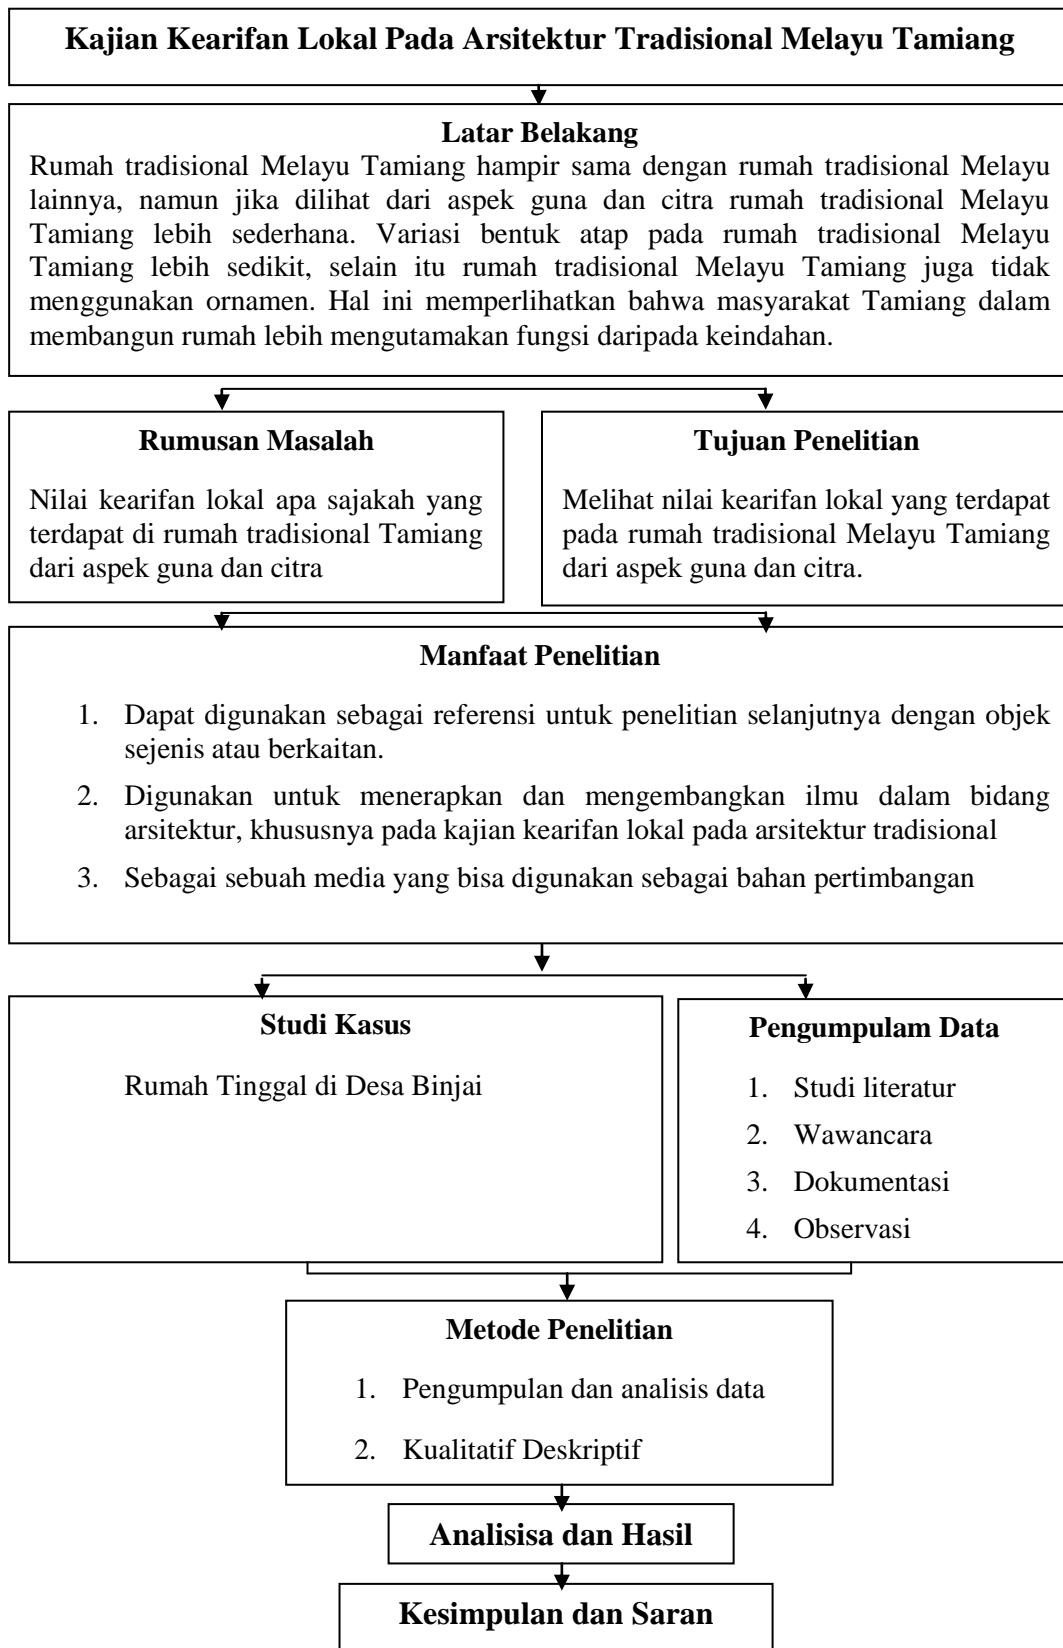 Kajian Kearifan Lokal Pada Arsitektur Tradisional Melayu Tamiang
Latar Belakang
Rumah tradisional Melayu Tamiang hampir sama dengan rumah tradisional Melayu
lainnya, namun jika dilihat dari aspek guna dan citra rumah tradisional Melayu
Tamiang lebih sederhana. Variasi bentuk atap pada rumah tradisional Melayu
Tamiang lebih sedikit, selain itu rumah tradisional Melayu Tamiang juga tidak
menggunakan ornamen. Hal ini memperlihatkan bahwa masyarakat Tamiang dalam
membangun rumah lebih mengutamakan fungsi daripada keindahan.
Rumusan Masalah
Nilai kearifan lokal apa sajakah yang
terdapat di rumah tradisional Tamiang
dari aspek guna dan citra
Tujuan Penelitian
Melihat nilai kearifan lokal yang terdapat
pada rumah tradisional Melayu Tamiang
dari aspek guna dan citra.
Manfaat Penelitian
1. Dapat digunakan sebagai referensi untuk penelitian selanjutnya dengan objek
sejenis atau berkaitan.
2. Digunakan untuk menerapkan dan mengembangkan ilmu dalam bidang
arsitektur, khususnya pada kajian kearifan lokal pada arsitektur tradisional
3. Sebagai sebuah media yang bisa digunakan sebagai bahan pertimbangan
Studi Kasus
Rumah Tinggal di Desa Binjai
Pengumpulam Data
1. Studi literatur
2. Wawancara
3. Dokumentasi
4. Observasi
Metode Penelitian
1. Pengumpulan dan analisis data
2. Kualitatif Deskriptif
Analisisa dan Hasil
Kesimpulan dan Saran